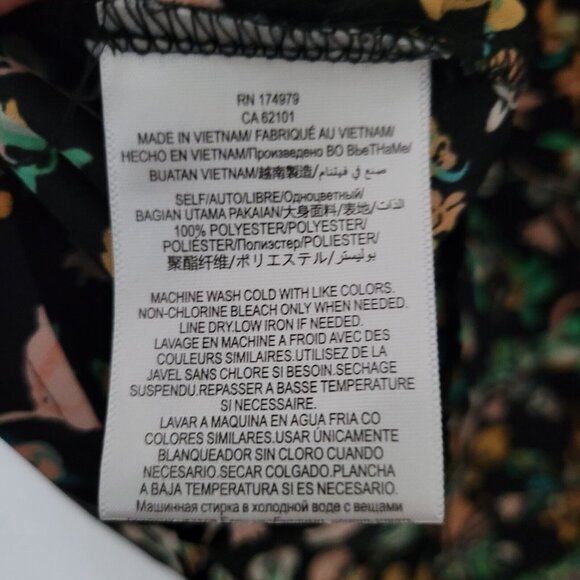 RN 174979
CA 62101
MADE IN VIETNAM/ FABRIQUÉ AU VIETNAM/
HECHO EN VIETNAM/Произведено ВО ВЬеТНаМе/
BUATAN VIETNAM/越南製造/صنع في فيتنام/
SELF/AUTO/LIBRE/Одноцветный/
BAGIAN UTAMA PAKAIAN/大身面料/表地/الذات/
100% POLYESTER/POLYESTER/
POLIÉSTER/Полиэстер/POLIESTER/
聚酯纤维/ポリエステル/بوليستر/
MACHINE WASH COLD WITH LIKE COLORS.
NON-CHLORINE BLEACH ONLY WHEN NEEDED.
LINE DRY.LOW IRON IF NEEDED.
LAVAGE EN MACHINE A FROID AVEC DES
COULEURS SIMILAIRES.UTILISEZ DE LA
JAVEL SANS CHLORE SI BESOIN.SECHAGE
SUSPENDU.REPASSER A BASSE TEMPERATURE
SI NECESSAIRE.
LAVAR A MAQUINA EN AGUA FRIA CO
COLORES SIMILARES.USAR ÚNICAMENTE
BLANQUEADOR SIN CLORO CUANDO
NECESARIO.SECAR COLGADO.PLANCHA
A BAJA TEMPERATURA SI ES NECESARIO.
Машинная стирка в холодной воде с вещами